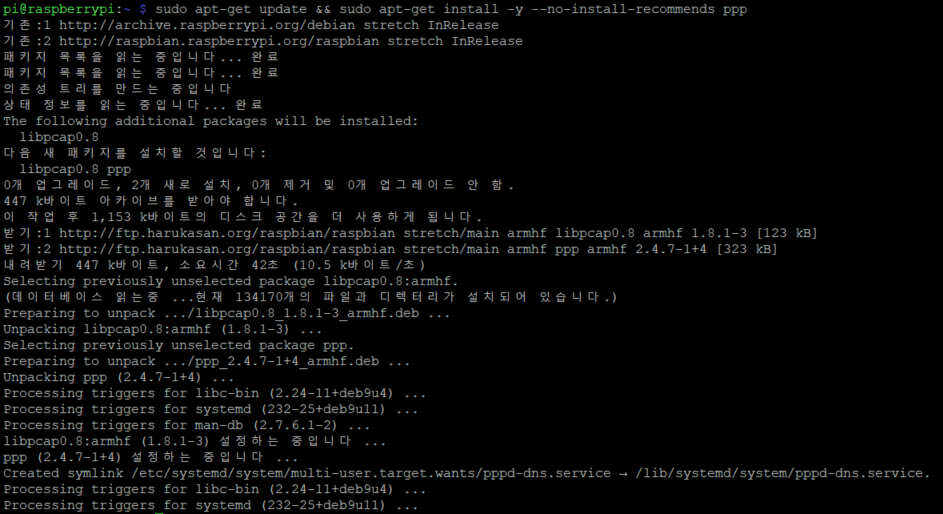 pi@raspberrypi:~ $ sudo apt-get update && sudo apt-get install -y --no-install-recommends ppp
기존:1 http://archive.raspberrypi.org/debian stretch InRelease
기존:2 http://raspbian.raspberrypi.org/raspbian stretch InRelease
패키지 목록을 읽는 중입니다... 완료
패키지 목록을 읽는 중입니다... 완료
의존성 트리를 만드는 중입니다
상태 정보를 읽는 중입니다... 완료
The following additional packages will be installed:
  libpcap0.8
다음 새 패키지를 설치할 것입니다:
  libpcap0.8 ppp
0개 업그레이드, 2개 새로 설치, 0개 제거 및 0개 업그레이드 안 함.
447 k바이트 아카이브를 받아야 합니다.
이 작업 후 1,153 k바이트의 디스크 공간을 더 사용하게 됩니다.
받기:1 http://ftp.harukasan.org/raspbian/raspbian stretch/main armhf libpcap0.8 armhf 1.8.1-3 [123 kB]
받기:2 http://ftp.harukasan.org/raspbian/raspbian stretch/main armhf ppp armhf 2.4.7-1+4 [323 kB]
내려받기 447 k바이트, 소요시간 42초 (10.5 k바이트/초)
Selecting previously unselected package libpcap0.8:armhf.
(데이터베이스 읽는중 ...현재 134170개의 파일과 디렉터리가 설치되어 있습니다.)
Preparing to unpack .../libpcap0.8_1.8.1-3_armhf.deb ...
Unpacking libpcap0.8:armhf (1.8.1-3) ...
Selecting previously unselected package ppp.
Preparing to unpack .../ppp_2.4.7-1+4_armhf.deb ...
Unpacking ppp (2.4.7-1+4) ...
Processing triggers for libc-bin (2.24-11+deb9u4) ...
Processing triggers for systemd (232-25+deb9u11) ...
Processing triggers for man-db (2.7.6.1-2) ...
libpcap0.8:armhf (1.8.1-3) 설정하는 중입니다 ...
ppp (2.4.7-1+4) 설정하는 중입니다 ...
Created symlink /etc/systemd/system/multi-user.target.wants/pppd-dns.service → /lib/systemd/system/pppd-dns.service.
Processing triggers for libc-bin (2.24-11+deb9u4) ...
Processing triggers for systemd (232-25+deb9u11) ...